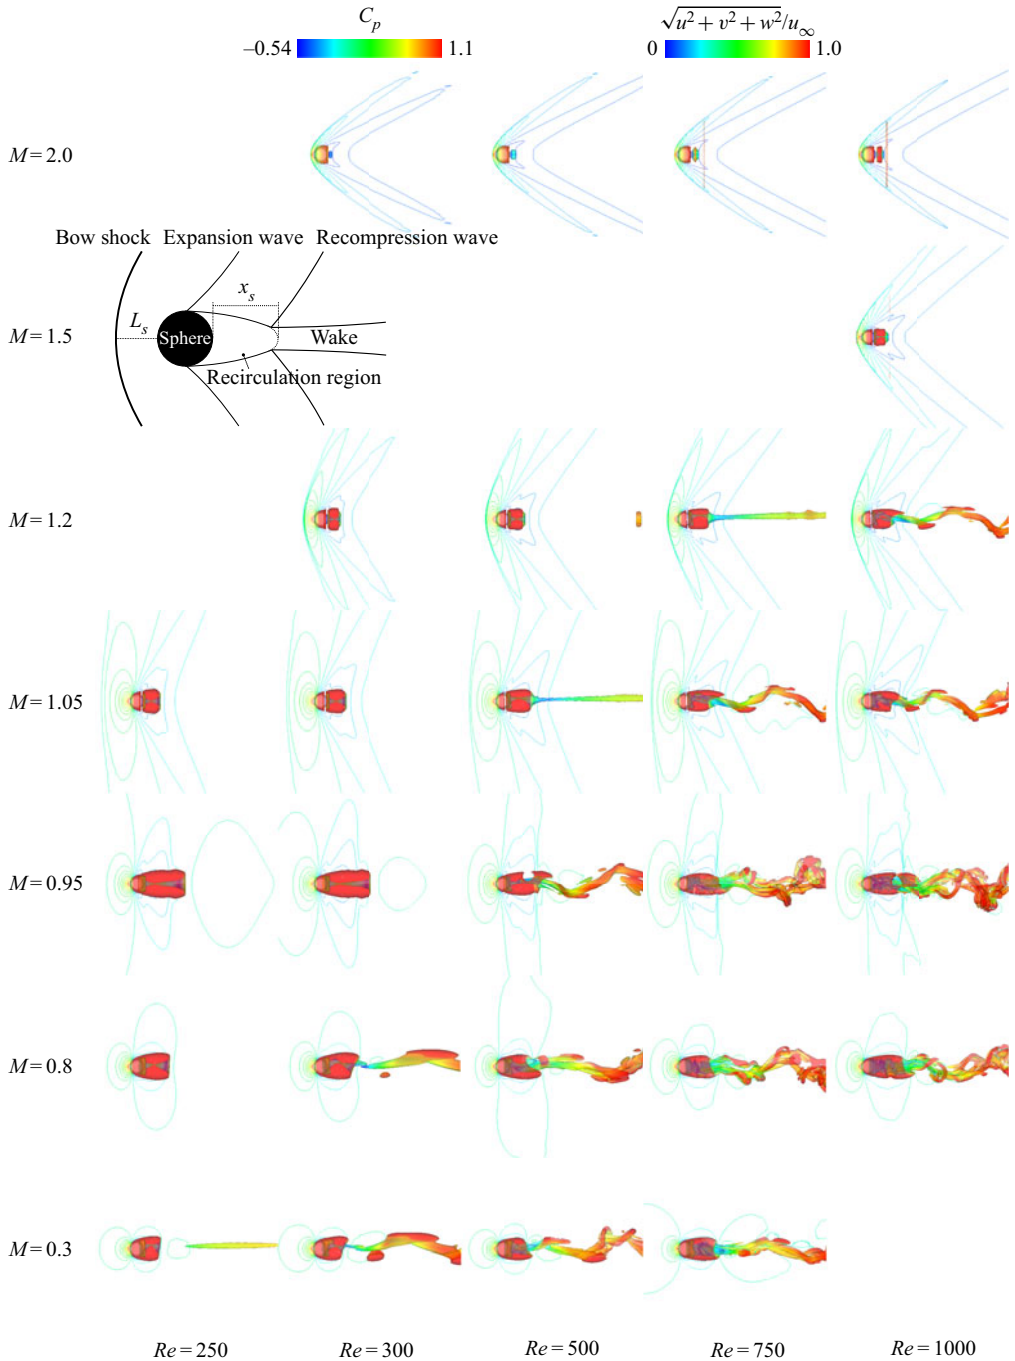 C_p
√u² + v² + w²/u_∞
–0.54 1.1 0 1.0
M = 2.0
Bow shock Expansion wave Recompression wave
x_s
L_s
M = 1.5 Sphere Wake
Recirculation region
M = 1.2
M = 1.05
M = 0.95
M = 0.8
M = 0.3
Re = 250 Re = 300 Re = 500 Re = 750 Re = 1000